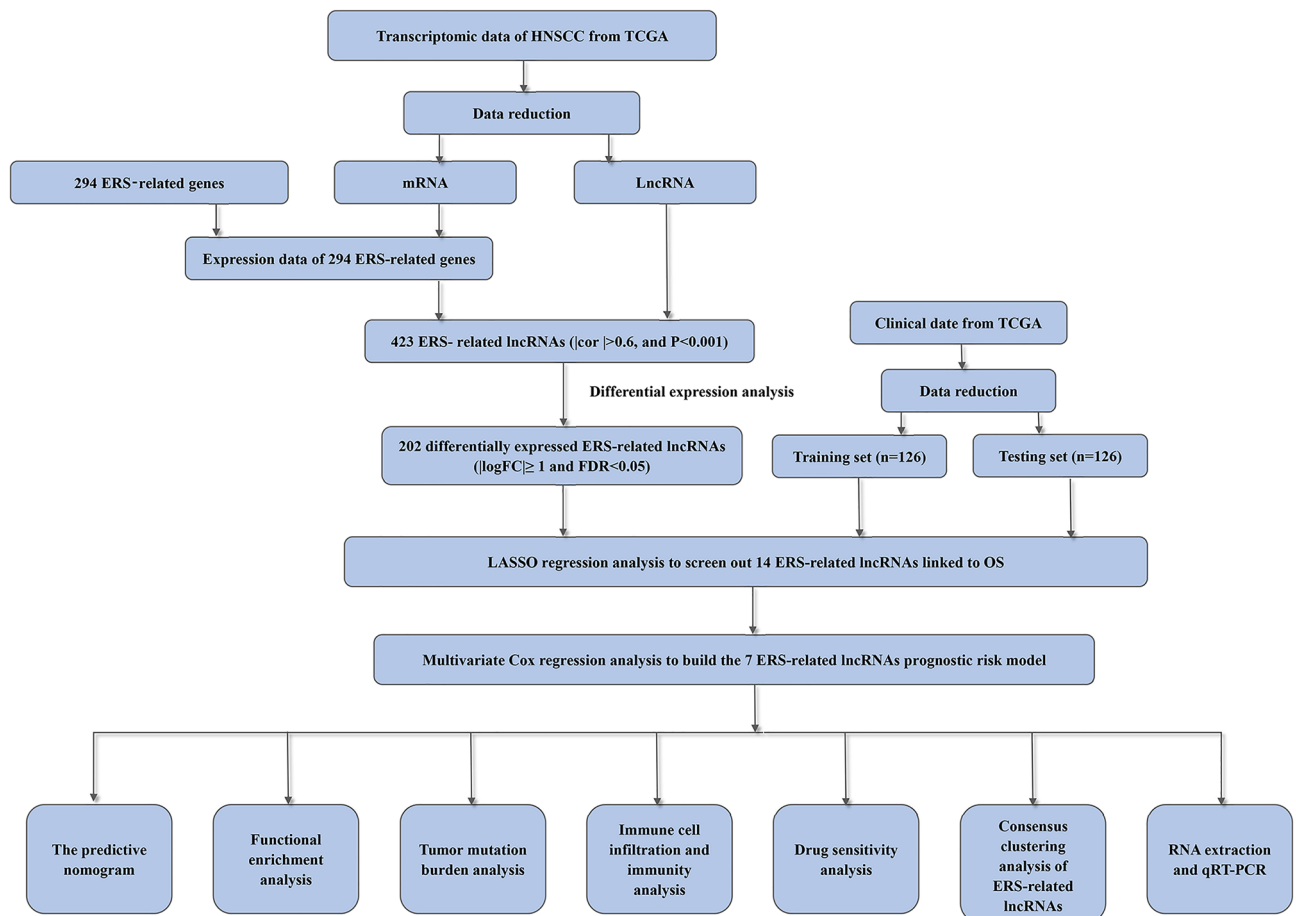 Transcriptomic data of HNSCC from TCGA
Data reduction
294 ERS-related genes
mRNA
LncRNA
Expression data of 294 ERS-related genes
423 ERS- related lncRNAs (|cor |>0.6, and P<0.001)
Clinical date from TCGA
Differential expression analysis
Data reduction
202 differentially expressed ERS-related lncRNAs
(|logFC|≥ 1 and FDR<0.05)
Training set (n=126)
Testing set (n=126)
LASSO regression analysis to screen out 14 ERS-related lncRNAs linked to OS
Multivariate Cox regression analysis to build the 7 ERS-related lncRNAs prognostic risk model
The predictive
nomogram
Functional
enrichment
analysis
Tumor mutation
burden analysis
Immune cell
infiltration and
immunity
analysis
Drug sensitivity
analysis
Consensus
clustering
analysis of
ERS-related
lncRNAs
RNA extraction
and qRT-PCR